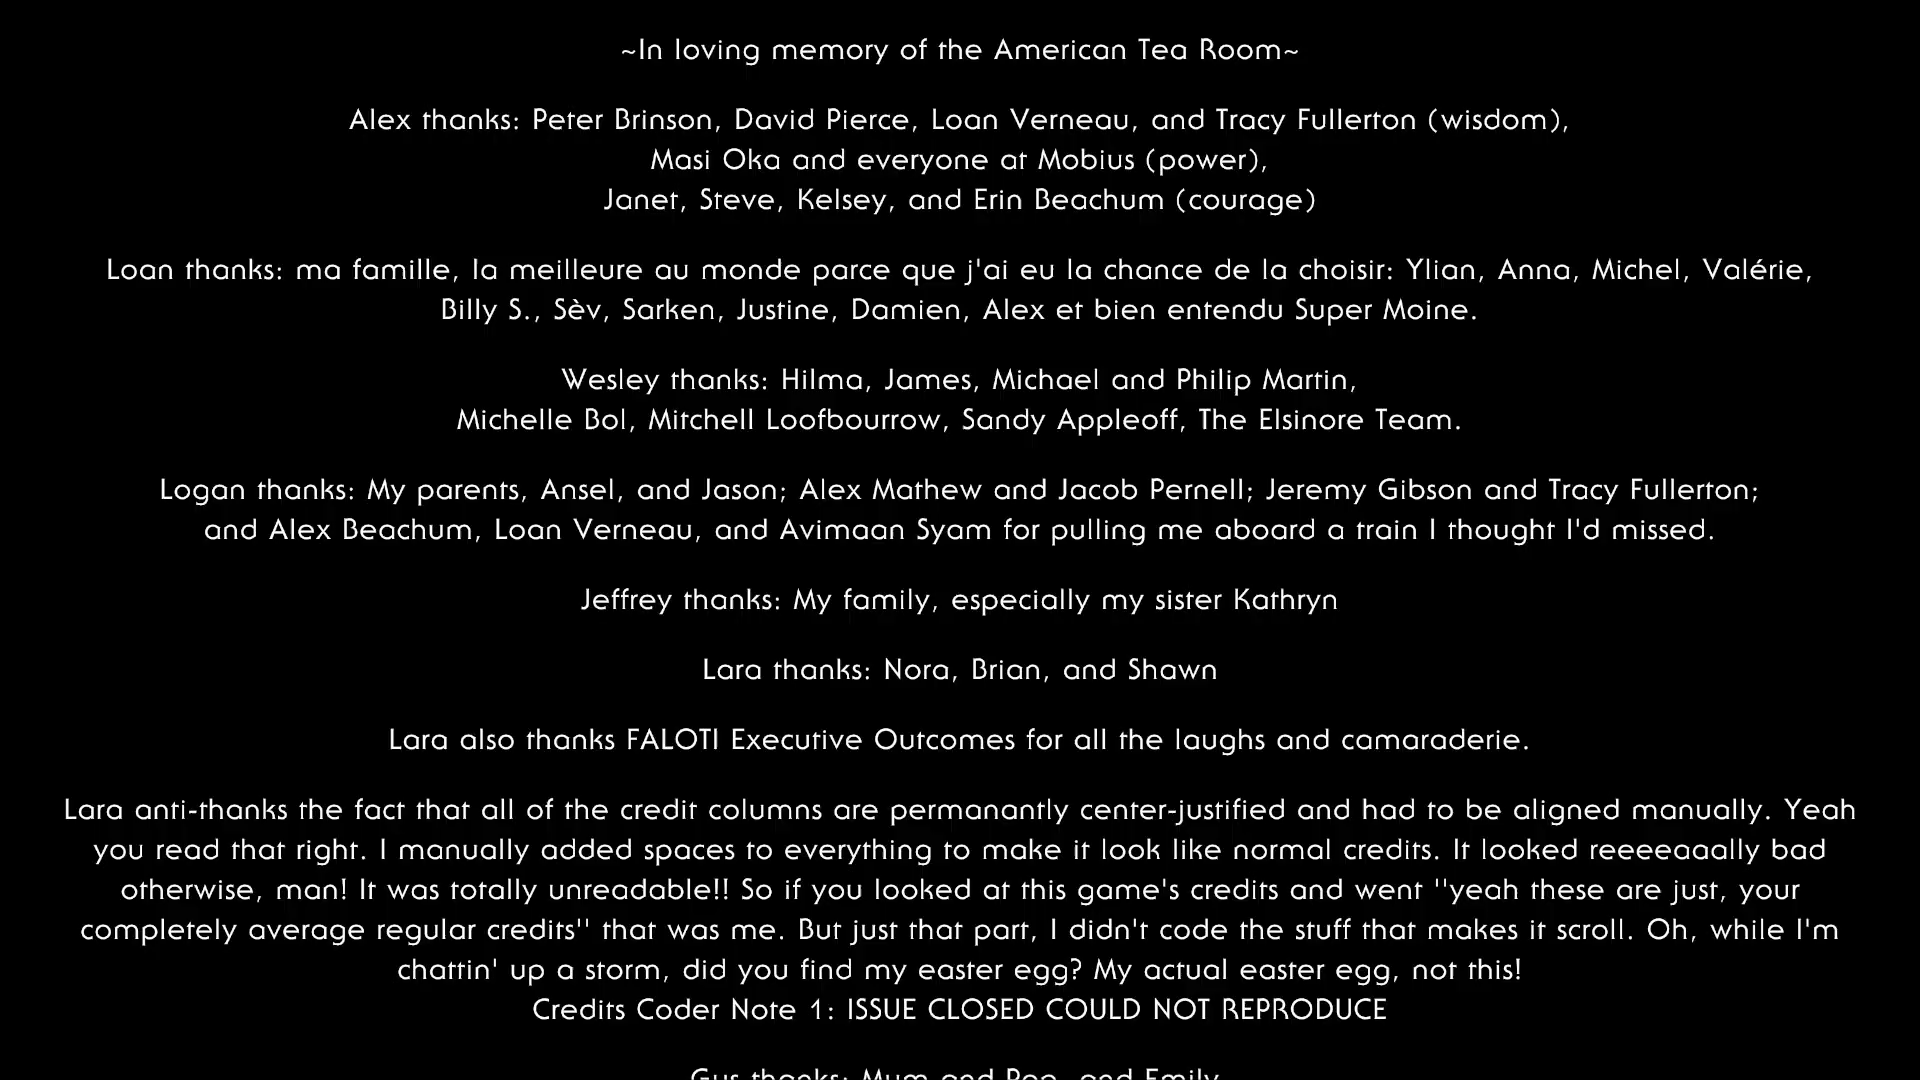 ~In loving memory of the American Tea Room~
Alex thanks: Peter Brinson, David Pierce, Loan Verneau, and Tracy Fullerton (wisdom),
Masi Oka and everyone at Mobius (power),
Janet, Steve, Kelsey, and Erin Beachum (courage)
Loan thanks: ma famille, la meilleure au monde parce que j'ai eu la chance de la choisir: Ylian, Anna, Michel, Valérie,
Billy S., Sèv, Sarken, Justine, Damien, Alex et bien entendu Super Moine.
Wesley thanks: Hilma, James, Michael and Philip Martin,
Michelle Bol, Mitchell Loofbourrow, Sandy Appleoff, The Elsinore Team.
Logan thanks: My parents, Ansel, and Jason; Alex Mathew and Jacob Pernell; Jeremy Gibson and Tracy Fullerton;
and Alex Beachum, Loan Verneau, and Avimaan Syam for pulling me aboard a train I thought I'd missed.
Jeffrey thanks: My family, especially my sister Kathryn
Lara thanks: Nora, Brian, and Shawn
Lara also thanks FALOTI Executive Outcomes for all the laughs and camaraderie.
Lara anti-thanks the fact that all of the credit columns are permanantly center-justified and had to be aligned manually. Yeah
you read that right. I manually added spaces to everything to make it look like normal credits. It looked reeeeaaally bad
otherwise, man! It was totally unreadable!! So if you looked at this game's credits and went ''yeah these are just, your
completely average regular credits'' that was me. But just that part, I didn't code the stuff that makes it scroll. Oh, while I'm
chattin' up a storm, did you find my easter egg? My actual easter egg, not this!
Credits Coder Note 1: ISSUE CLOSED COULD NOT REPRODUCE
Gus thanks: Mum and Pop, and Emily